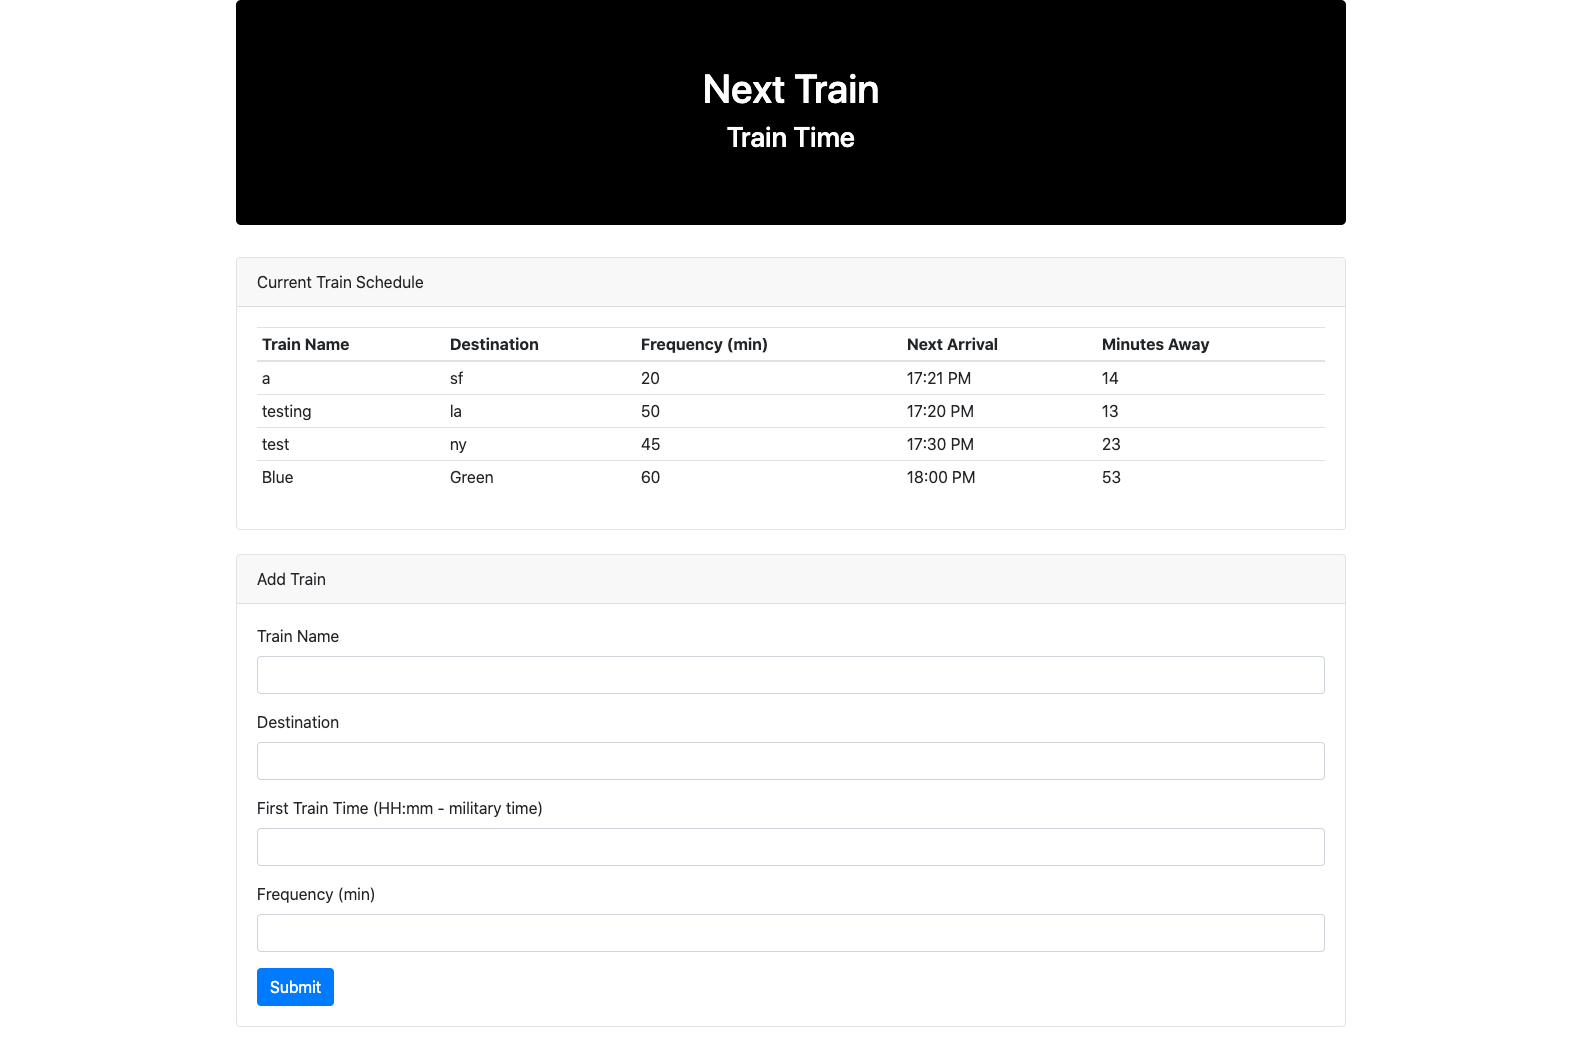 Next Train
Train Time
Current Train Schedule
Train Name Destination Frequency (min) Next Arrival Minutes Away
a sf 20 17:21 PM 14
testing la 50 17:20 PM 13
test ny 45 17:30 PM 23
Blue Green 60 18:00 PM 53
Add Train
Train Name
Destination
First Train Time (HH:mm - military time)
Frequency (min)
Submit